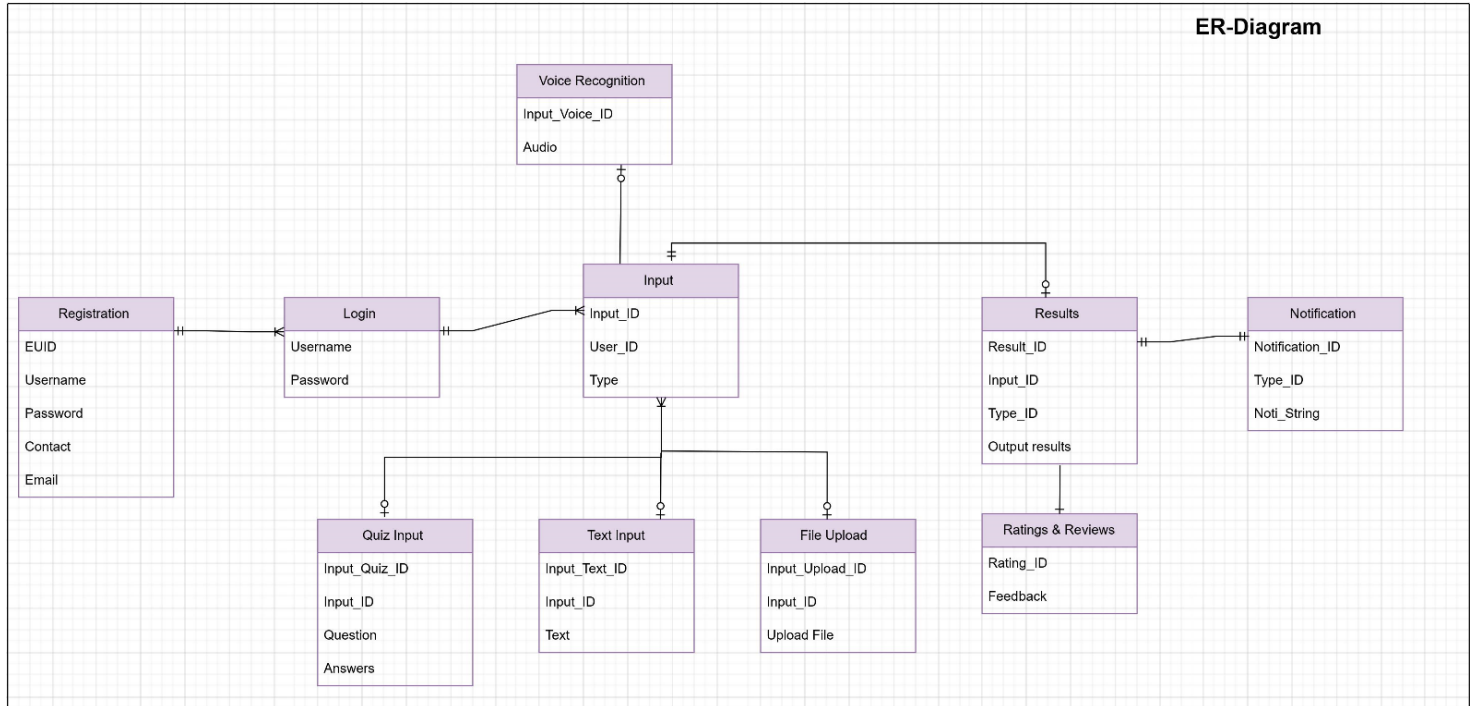 ER-Diagram
Voice Recognition
Input_Voice_ID
Audio
Input
Input_ID
User_ID
Type
Registration
EUID
Username
Password
Contact
Email
Login
Username
Password
Results
Result_ID
Input_ID
Type_ID
Output results
Notification
Notification_ID
Type_ID
Noti_String
Quiz Input
Input_Quiz_ID
Input_ID
Question
Answers
Text Input
Input_Text_ID
Input_ID
Text
File Upload
Input_Upload_ID
Input_ID
Upload File
Ratings & Reviews
Rating_ID
Feedback